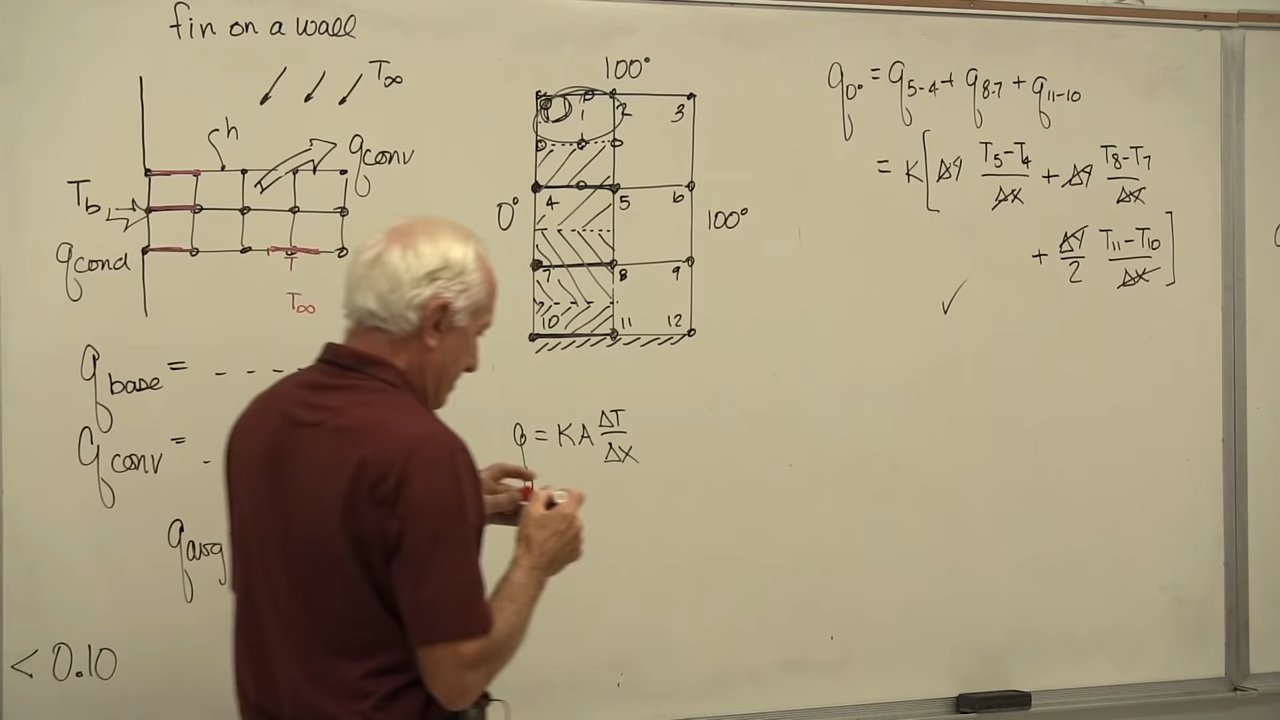 fin on a wall
T∞
h
qconv
Tb
qcond
T
T∞
qbase = - - - -
qconv = -
qavg
< 0.10
100°
1 2 3
0° 4 5 6 100°
7 8 9
10 11 12
q = KA ΔT/ΔX
q0° = q5-4 + q8-7 + q11-10
= K[Δy (T5-T4)/Δx + Δy (T8-T7)/Δx
+ Δy/2 (T11-T10)/Δx]
✓